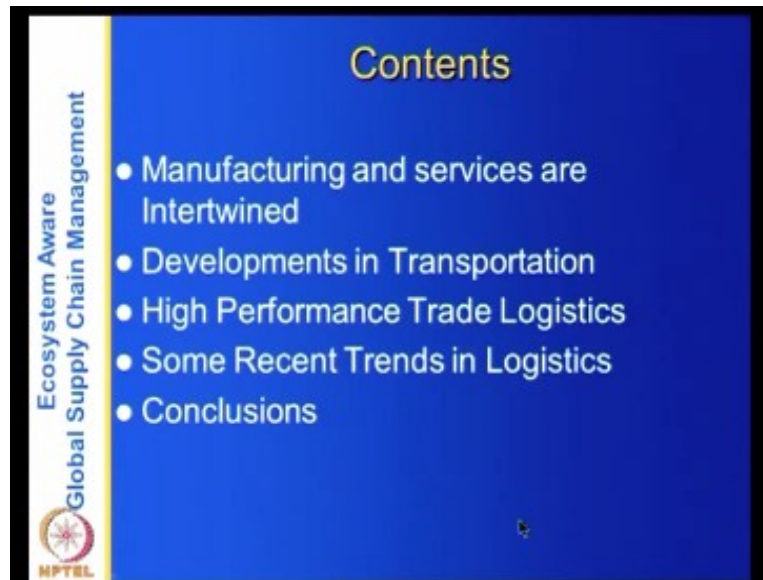 Contents
Ecosystem Aware
Global Supply Chain Management
● Manufacturing and services are
Intertwined
● Developments in Transportation
● High Performance Trade Logistics
● Some Recent Trends in Logistics
● Conclusions
NPTEL